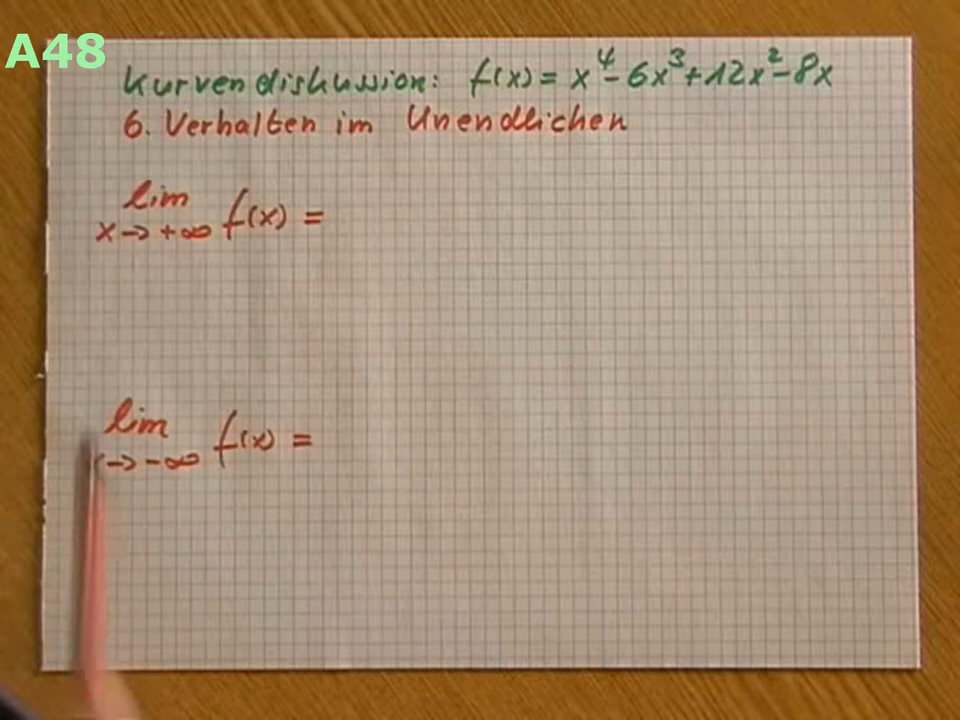 A48
Kurvendiskussion: f(x) = x⁴ - 6x³ + 12x² - 8x
6. Verhalten im Unendlichen
lim f(x) =
x → +∞
lim f(x) =
x → -∞